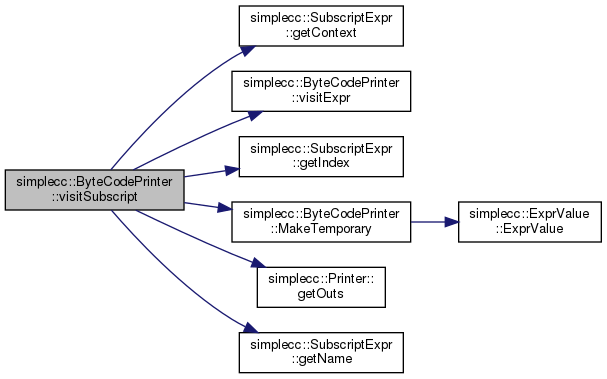 simplecc::SubscriptExpr
::getContext
simplecc::ByteCodePrinter
::visitExpr
simplecc::SubscriptExpr
::getIndex
simplecc::ByteCodePrinter
::visitSubscript
simplecc::ByteCodePrinter
::MakeTemporary
simplecc::ExprValue
::ExprValue
simplecc::Printer::
getOuts
simplecc::SubscriptExpr
::getName